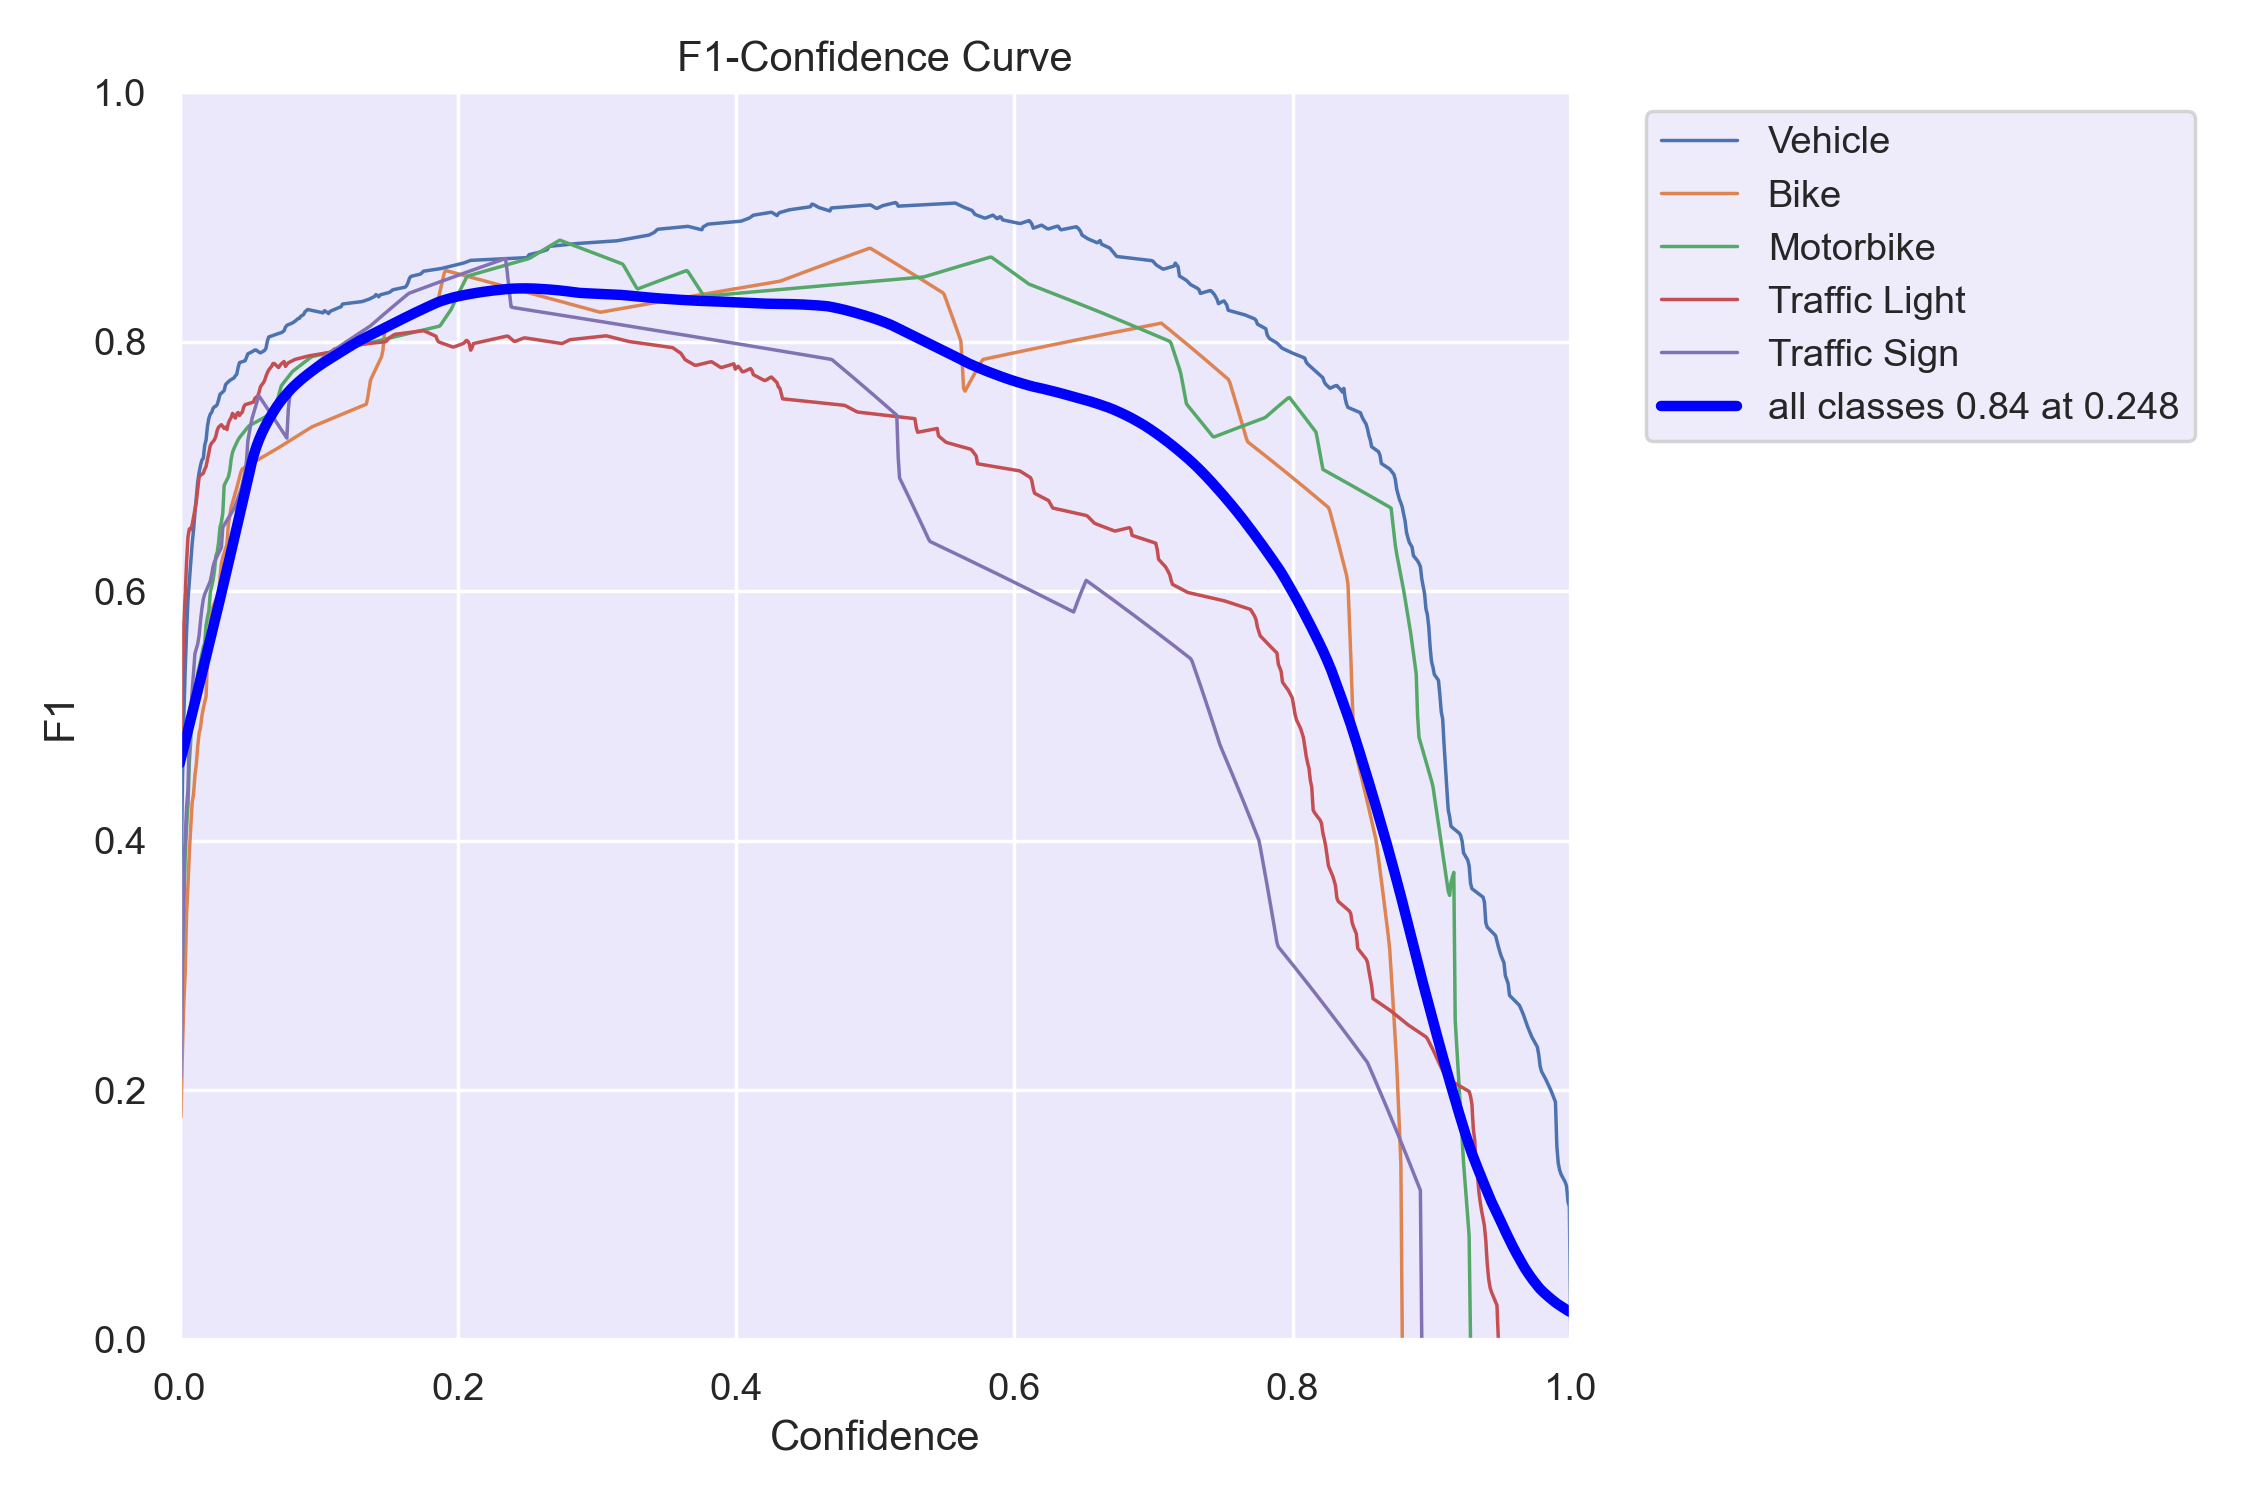 F1-Confidence Curve
1.0
0.8
0.6
0.4
0.2
0.0
F1
0.0 0.2 0.4 0.6 0.8 1.0
Confidence
Vehicle
Bike
Motorbike
Traffic Light
Traffic Sign
all classes 0.84 at 0.248